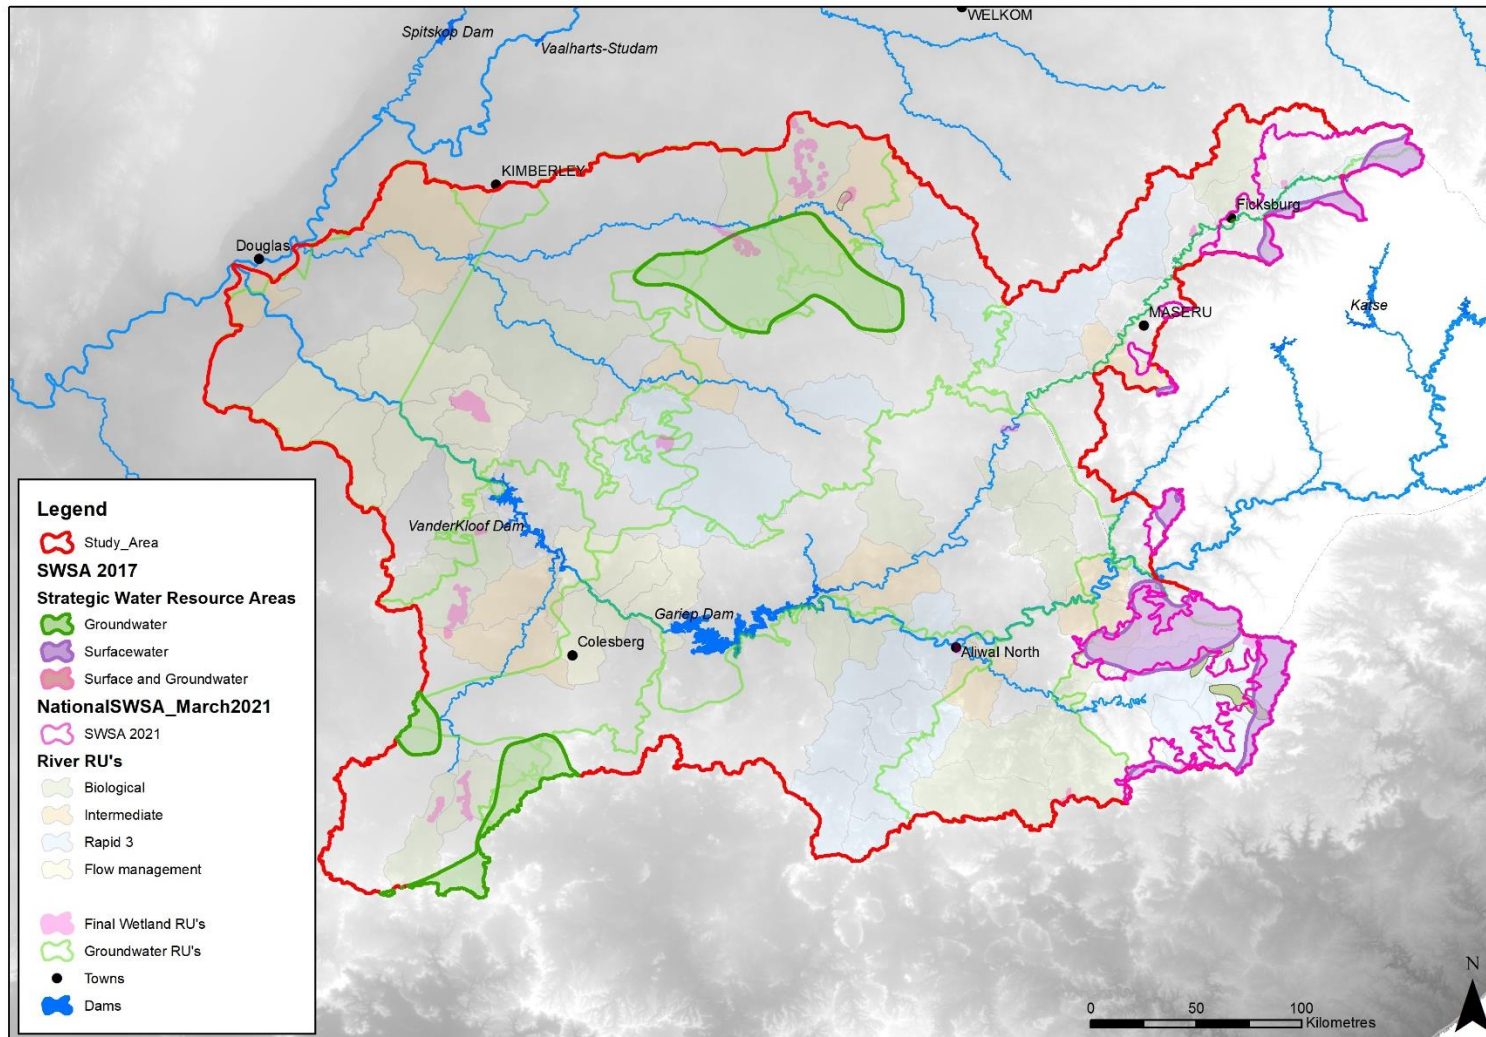 WELKOM
Spitskop Dam
Vaalharts-Studam
KIMBERLEY
Ficksburg
Douglas
Katse
MASERU
VanderKloof Dam
Gariep Dam
Colesberg
Aliwal North
Legend
Study_Area
SWSA 2017
Strategic Water Resource Areas
Groundwater
Surfacewater
Surface and Groundwater
NationalSWSA_March2021
SWSA 2021
River RU's
Biological
Intermediate
Rapid 3
Flow management
Final Wetland RU's
Groundwater RU's
Towns
Dams
N
0 50 100
Kilometres